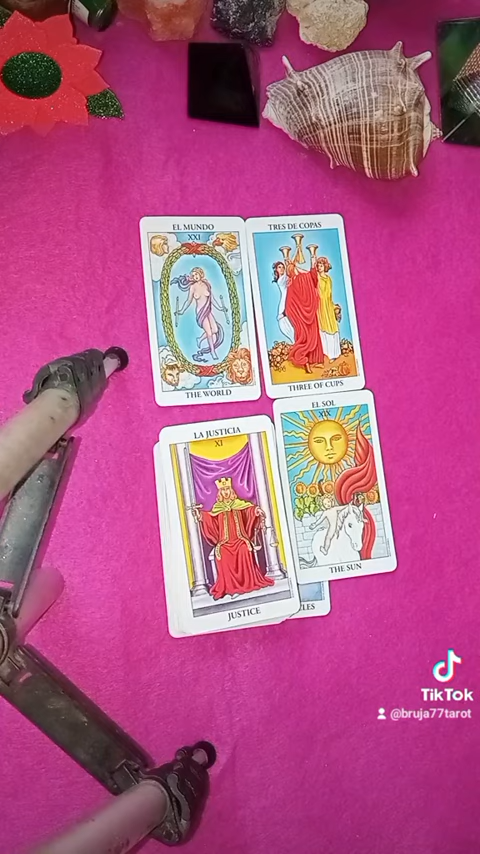 EL MUNDO
XXI
THE WORLD
TRES DE COPAS
THREE OF CUPS
LA JUSTICIA
XI
JUSTICE
EL SOL
XIX
THE SUN
CLES
TikTok
@bruja77tarot